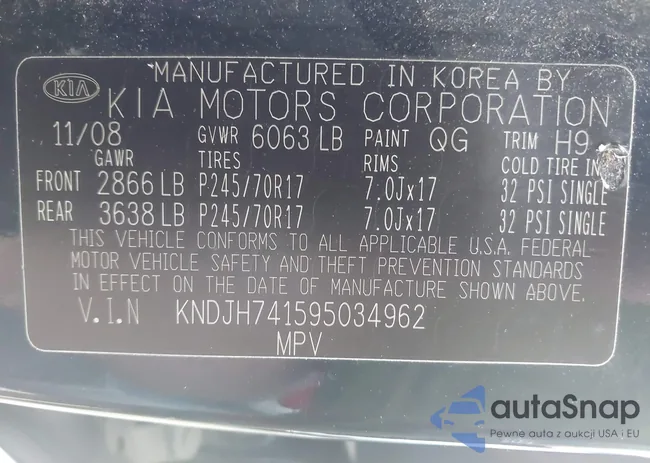 MANUFACTURED IN KOREA BY
KIA KIA MOTORS CORPORATION
11/08 GVWR 6063 LB PAINT QG TRIM H9
GAWR TIRES RIMS COLD TIRE IN
FRONT 2866 LB P245/70R17 7.0Jx17 32 PSI SINGLE
REAR 3638 LB P245/70R17 7.0Jx17 32 PSI SINGLE
THIS VEHICLE CONFORMS TO ALL APPLICABLE U.S.A. FEDERAL
MOTOR VEHICLE SAFETY AND THEFT PREVENTION STANDARDS
IN EFFECT ON THE DATE OF MANUFACTURE SHOWN ABOVE.
V.I.N KNDJH741595034962
MPV
autaSnap
Pewne auta z aukcji USA i EU